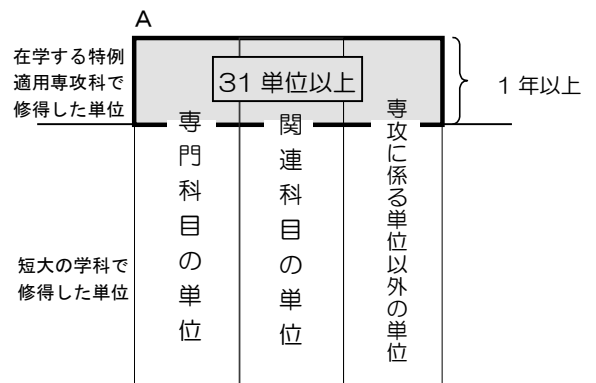 A
在学する特例
適用専攻科で
修得した単位
31 単位以上
1 年以上
専門科目の単位
関連科目の単位
専攻に係る単位以外の単位
短大の学科で
修得した単位